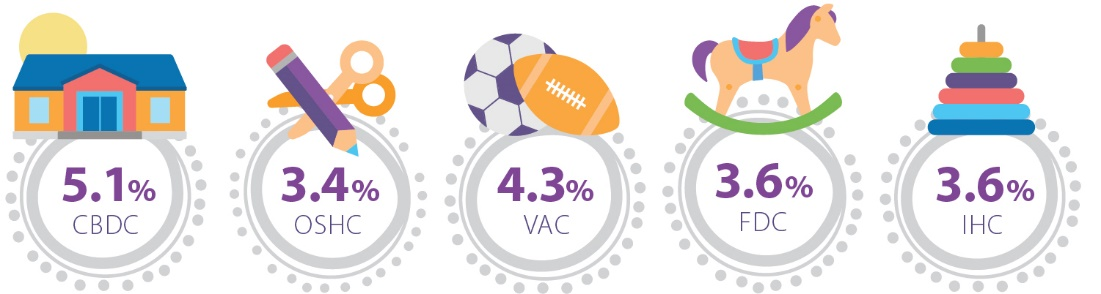 5.1%
CBDC
3.4%
OSHC
4.3%
VAC
3.6%
FDC
3.6%
IHC